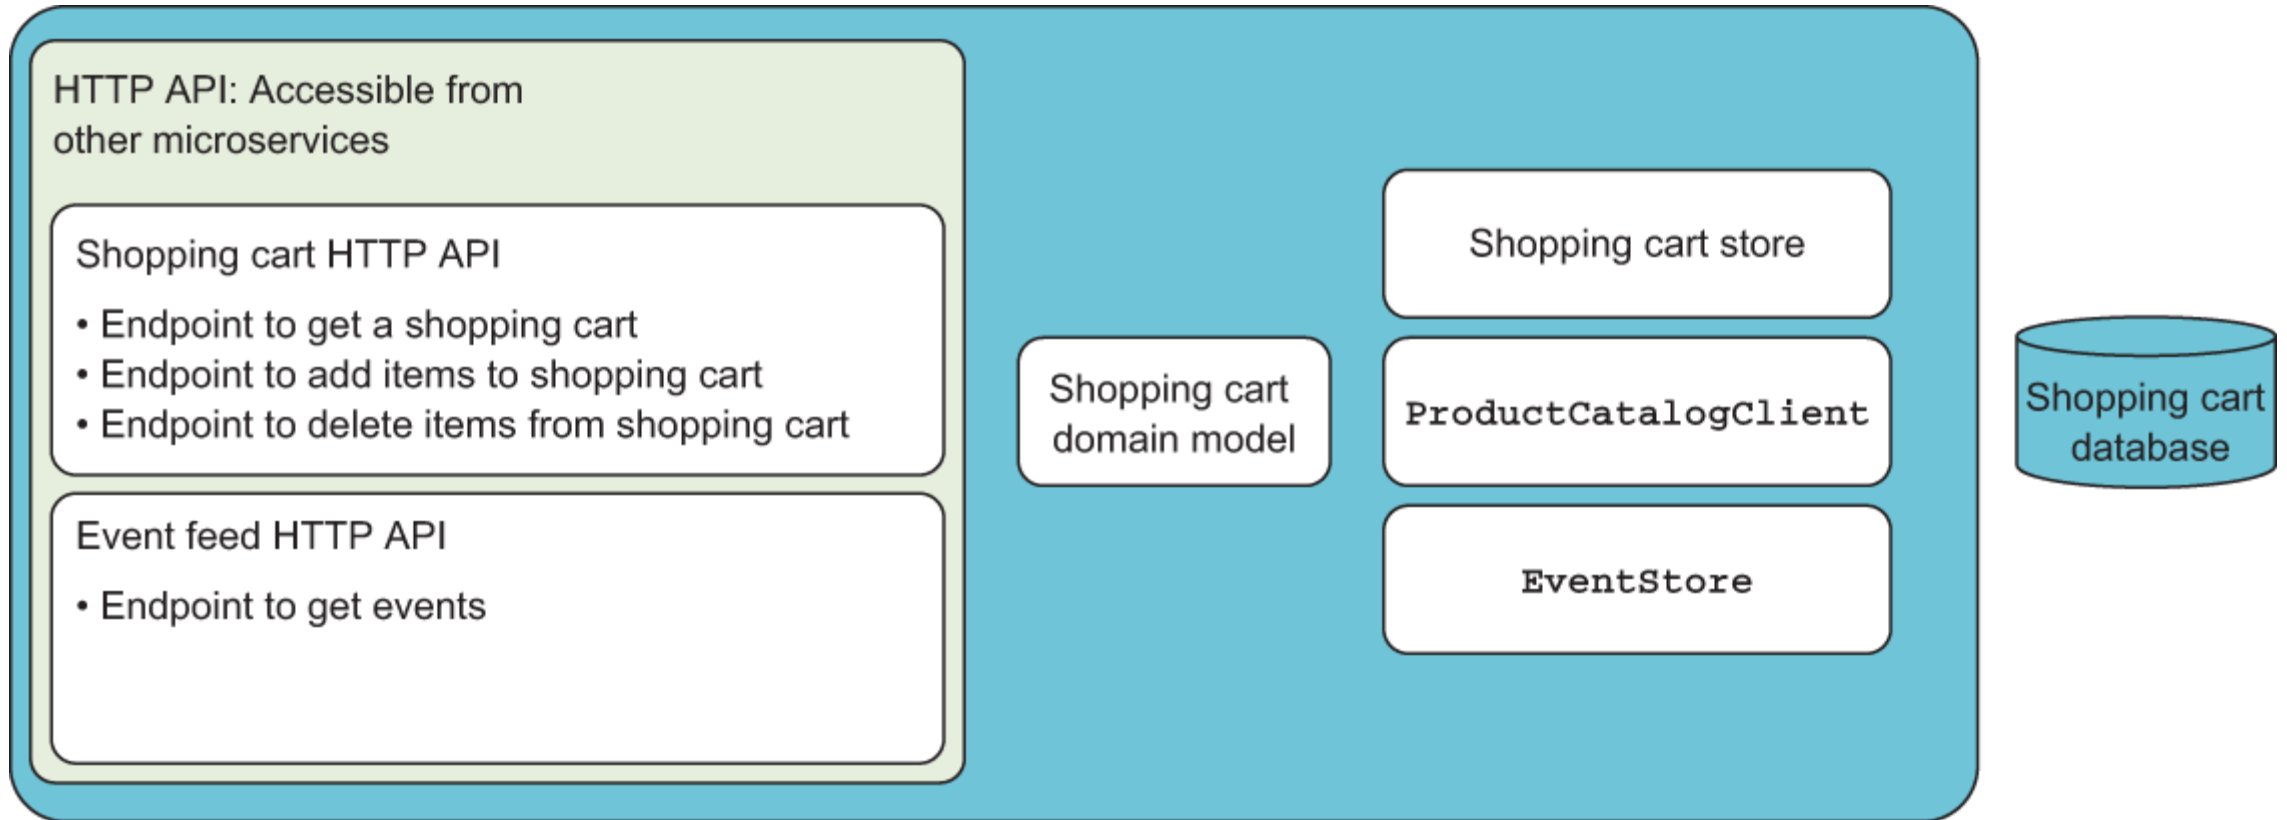 HTTP API: Accessible from
other microservices
Shopping cart HTTP API
• Endpoint to get a shopping cart
• Endpoint to add items to shopping cart
• Endpoint to delete items from shopping cart
Event feed HTTP API
• Endpoint to get events
Shopping cart
domain model
Shopping cart store
ProductCatalogClient
EventStore
Shopping cart
database